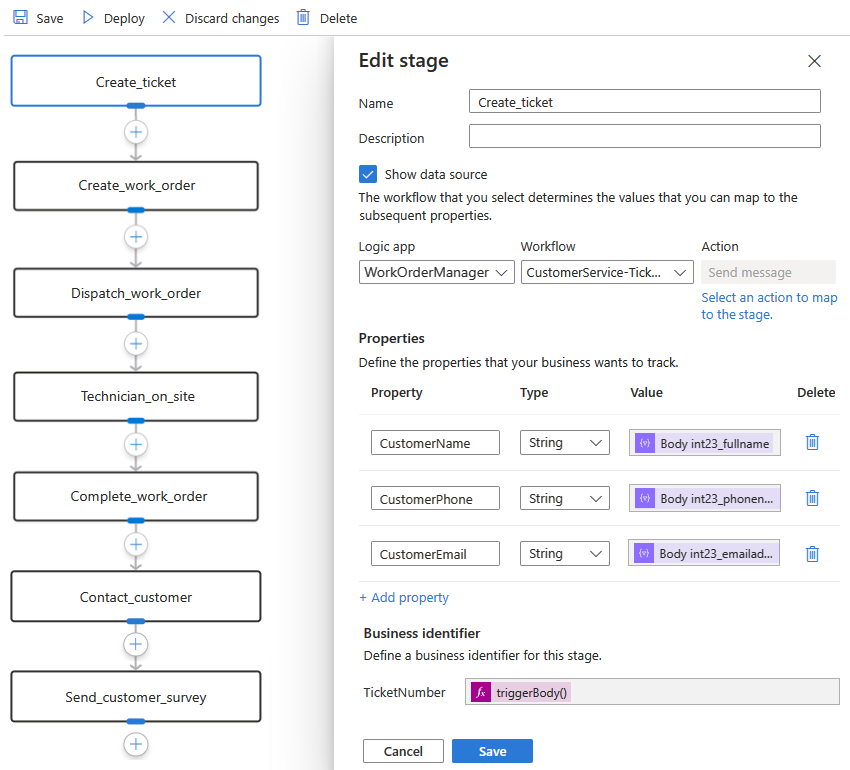 Save Deploy Discard changes Delete
Create_ticket
Create_work_order
Dispatch_work_order
Technician_on_site
Complete_work_order
Contact_customer
Send_customer_survey
Edit stage
Name Create_ticket
Description
Show data source
The workflow that you select determines the values that you can map to the
subsequent properties.
Logic app Workflow Action
WorkOrderManager CustomerService-Tick... Send message
Select an action to map
to the stage.
Properties
Define the properties that your business wants to track.
Property Type Value Delete
CustomerName String Body int23_fullname
CustomerPhone String Body int23_phonen...
CustomerEmail String Body int23_emailad...
+ Add property
Business identifier
Define a business identifier for this stage.
TicketNumber fx triggerBody()
Cancel Save